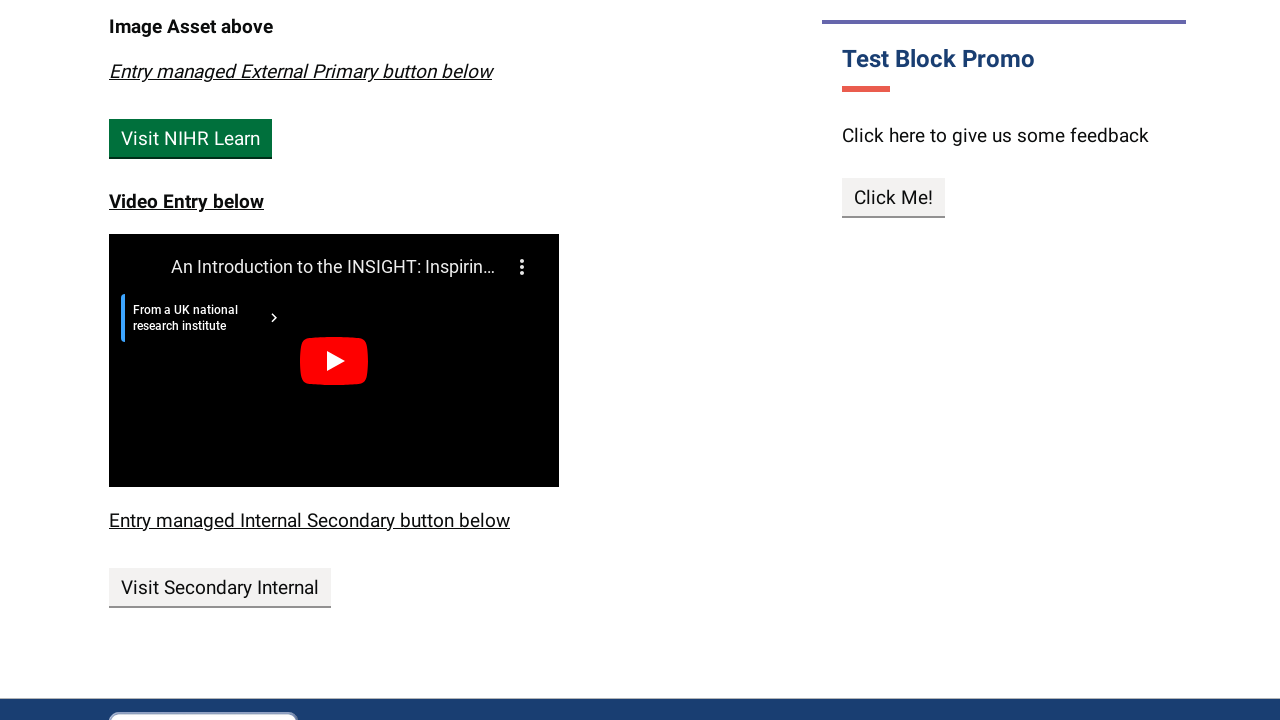 Image Asset above
Entry managed External Primary button below
Visit NIHR Learn
Video Entry below
An Introduction to the INSIGHT: Inspirin...
From a UK national
research institute
Entry managed Internal Secondary button below
Visit Secondary Internal
Test Block Promo
Click here to give us some feedback
Click Me!